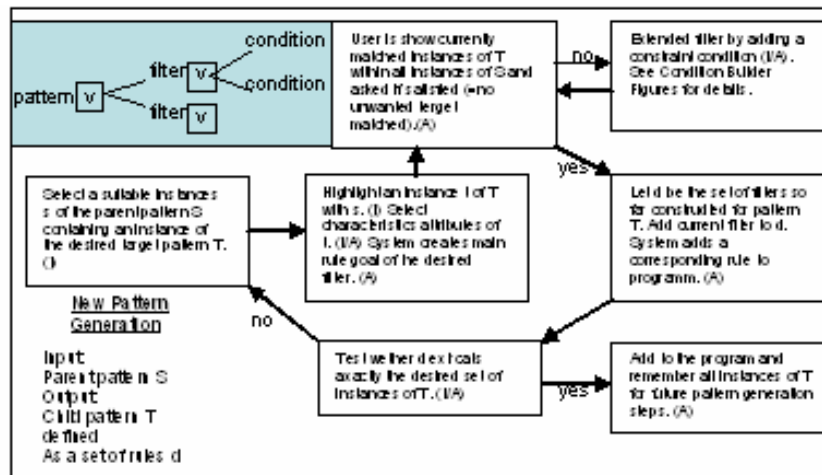 condition
filter v
condition
pattern v
filter v
User is show currently
matched instances of T
within all instances of S and
asked if satisfied (=no
unwanted target
matched). (A)
no
Extended filter by adding a
constraint condition (I/A).
See Condition Builder
Figures for details.
yes
Select a suitable instances
s of the parent pattern S
containing an instance of
the desired target pattern T.
(I)
Highlight an instance I of T
with s. (I) Select
characteristics attributes of
I. (I/A) System creates main
rule goal of he desired
filter. (A)
Let d be the set of filters so
far constructed for pattern
T. Add current filter to d.
System adds a
corresponding rule to
programm. (A)
New Pattern
Generation
no
Input
Parent pattern S
Output
Child pattern T
defined
As a set of rules d
Test wether d
axactly the desired set of
instances of T. (I/A)
yes
Add to the program and
remember all instances of T
for future pattern generation
steps. (A)